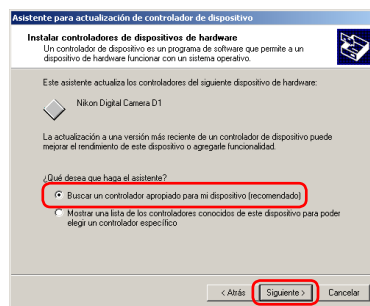 Asistente para actualización de controlador de dispositivo
Instalar controladores de dispositivos de hardware
Un controlador de dispositivo es un programa de software que permite a un
dispositivo de hardware funcionar con un sistema operativo.
Este asistente actualiza los controladores del siguiente dispositivo de hardware:
Nikon Digital Camera D1
La actualización a una versión más reciente de un controlador de dispositivo puede
mejorar el rendimiento de este dispositivo o agregarle funcionalidad.
¿Qué desea que haga el asistente?
Buscar un controlador apropiado para mi dispositivo (recomendado)
Mostrar una lista de los controladores conocidos de este dispositivo para poder
elegir un controlador específico
< Atrás Siguiente > Cancelar